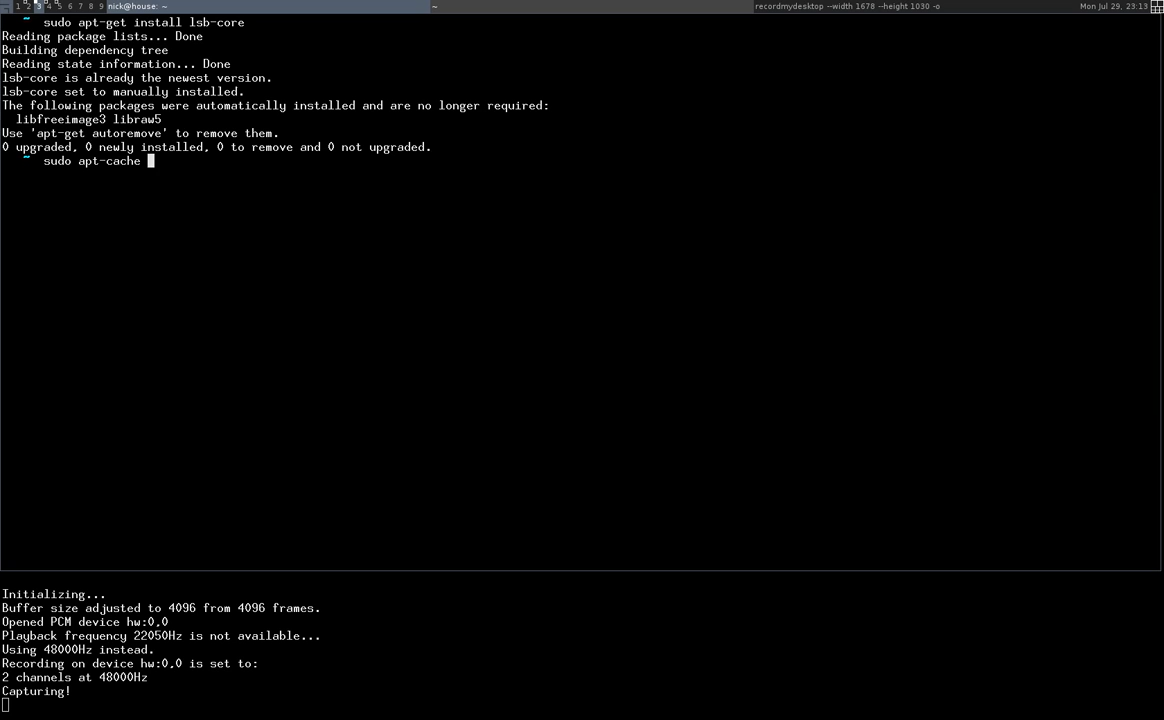 1 2 3 4 5 6 7 8 9 nick@house: ~ ~ recordmydesktop --width 1678 --height 1030 -o Mon Jul 29, 23:13
~ sudo apt-get install lsb-core
Reading package lists... Done
Building dependency tree
Reading state information... Done
lsb-core is already the newest version.
lsb-core set to manually installed.
The following packages were automatically installed and are no longer required:
libfreeimage3 libraw5
Use 'apt-get autoremove' to remove them.
0 upgraded, 0 newly installed, 0 to remove and 0 not upgraded.
~ sudo apt-cache
Initializing...
Buffer size adjusted to 4096 from 4096 frames.
Opened PCM device hw:0,0
Playback frequency 22050Hz is not available...
Using 48000Hz instead.
Recording on device hw:0,0 is set to:
2 channels at 48000Hz
Capturing!